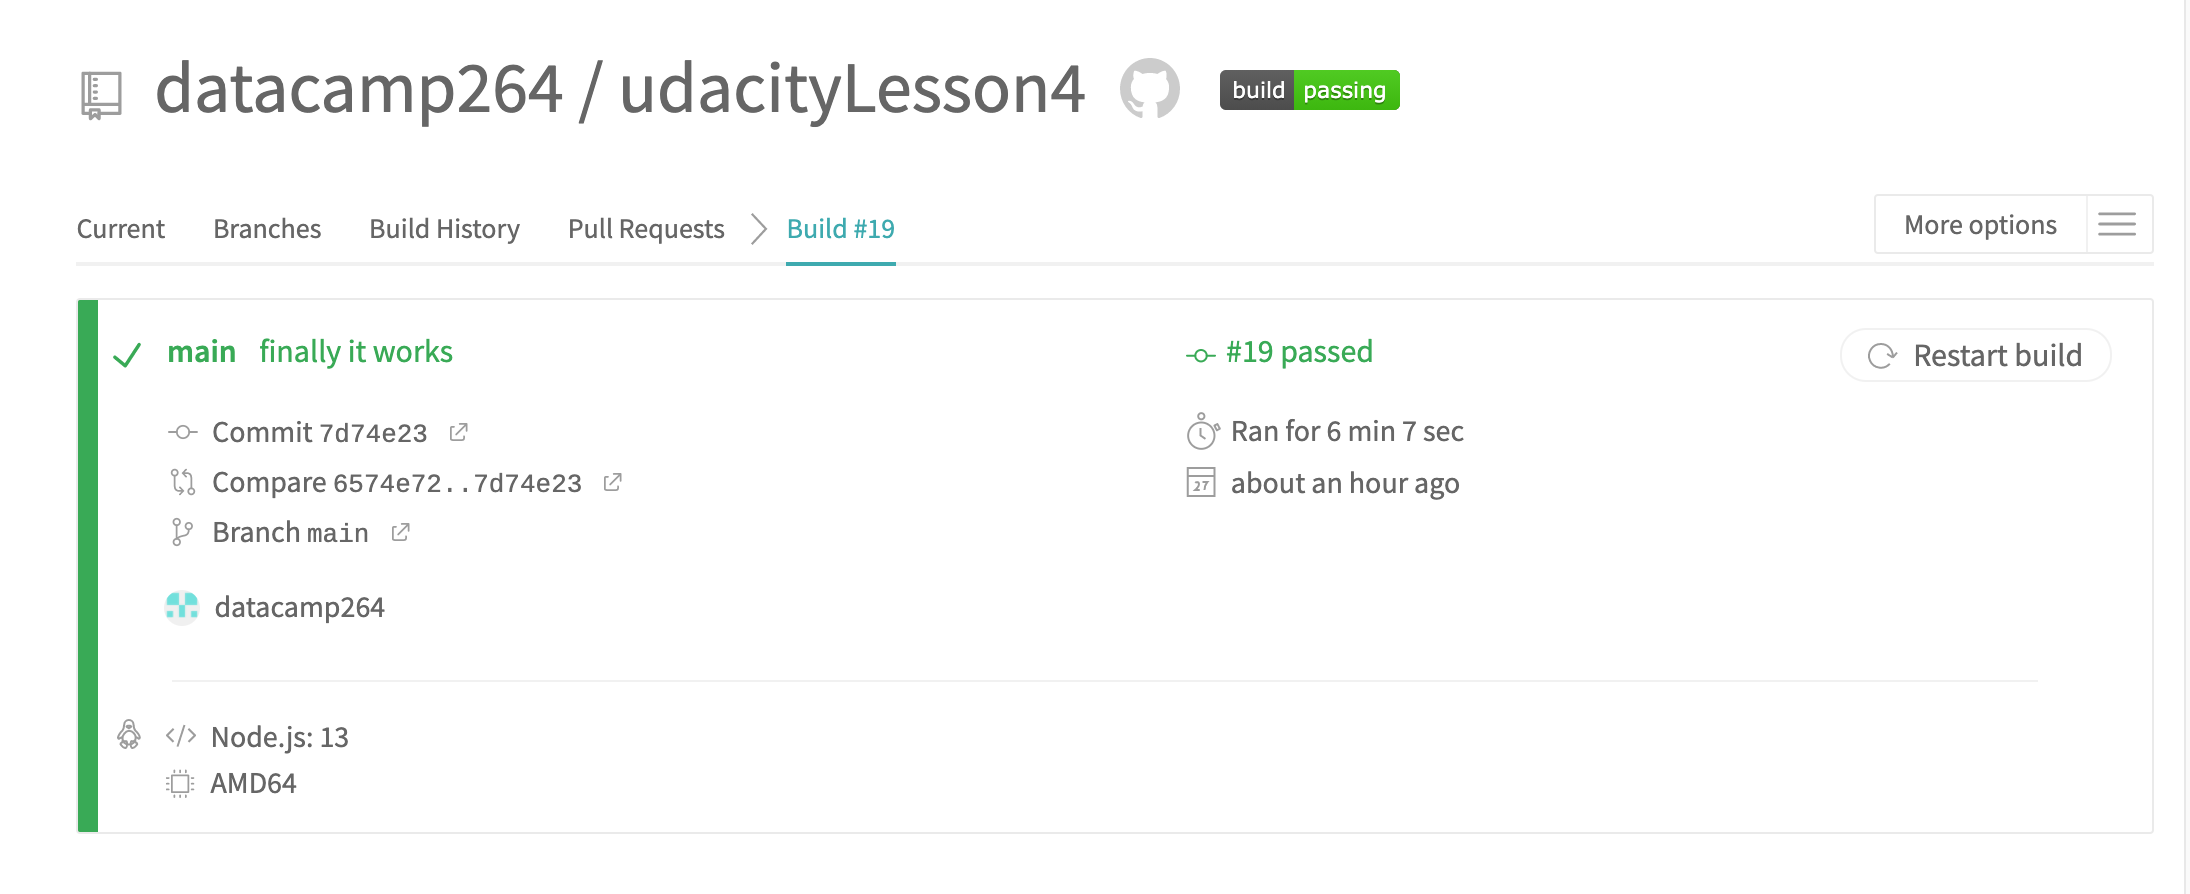 datacamp264 / udacityLesson4 build passing
Current Branches Build History Pull Requests Build #19 More options
main finally it works #19 passed Restart build
Commit 7d74e23 Ran for 6 min 7 sec
Compare 6574e72..7d74e23 27 about an hour ago
Branch main
datacamp264
</> Node.js: 13
AMD64